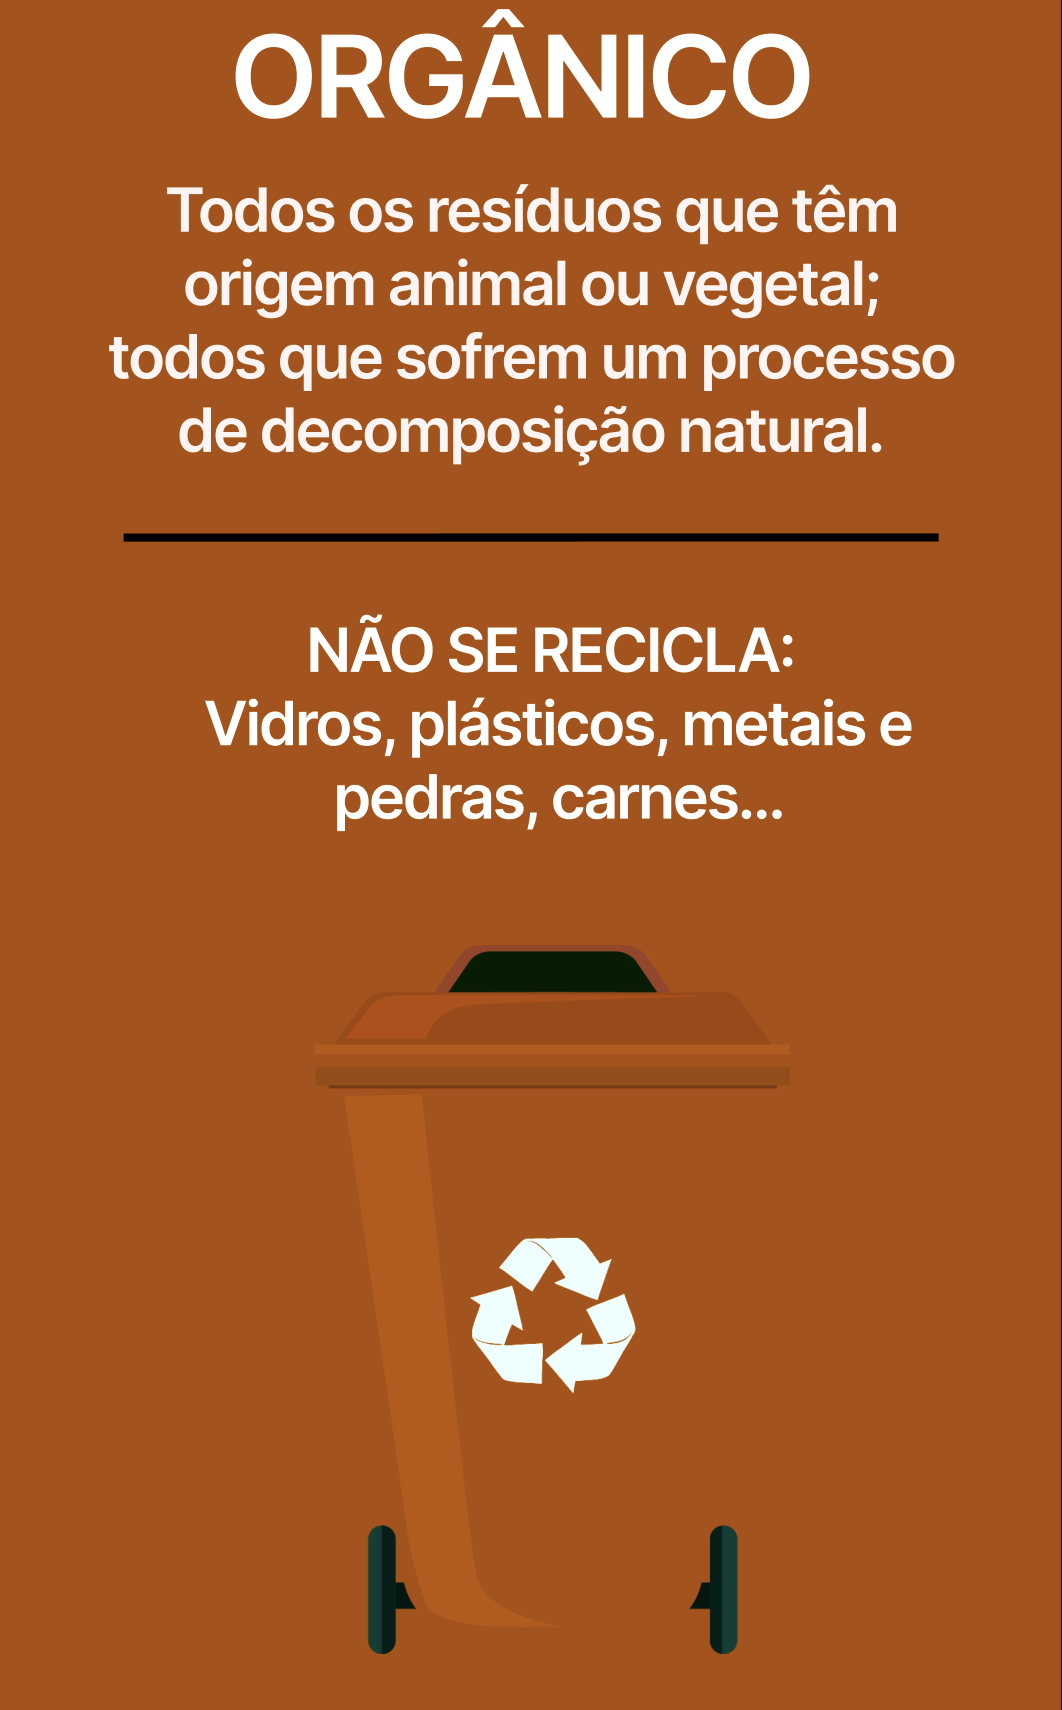 ORGÂNICO
Todos os resíduos que têm
origem animal ou vegetal;
todos que sofrem um processo
de decomposição natural.
NÃO SE RECICLA:
Vidros, plásticos, metais e
pedras, carnes...